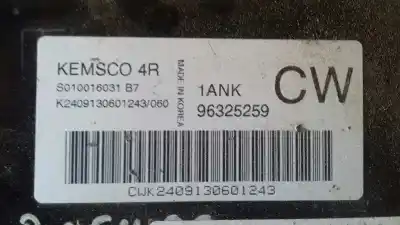 KEMSCO 4R
S010016031 B7
K2409130601243/060
MADE IN KOREA
1ANK
96325259
CW
CWK2409130601243